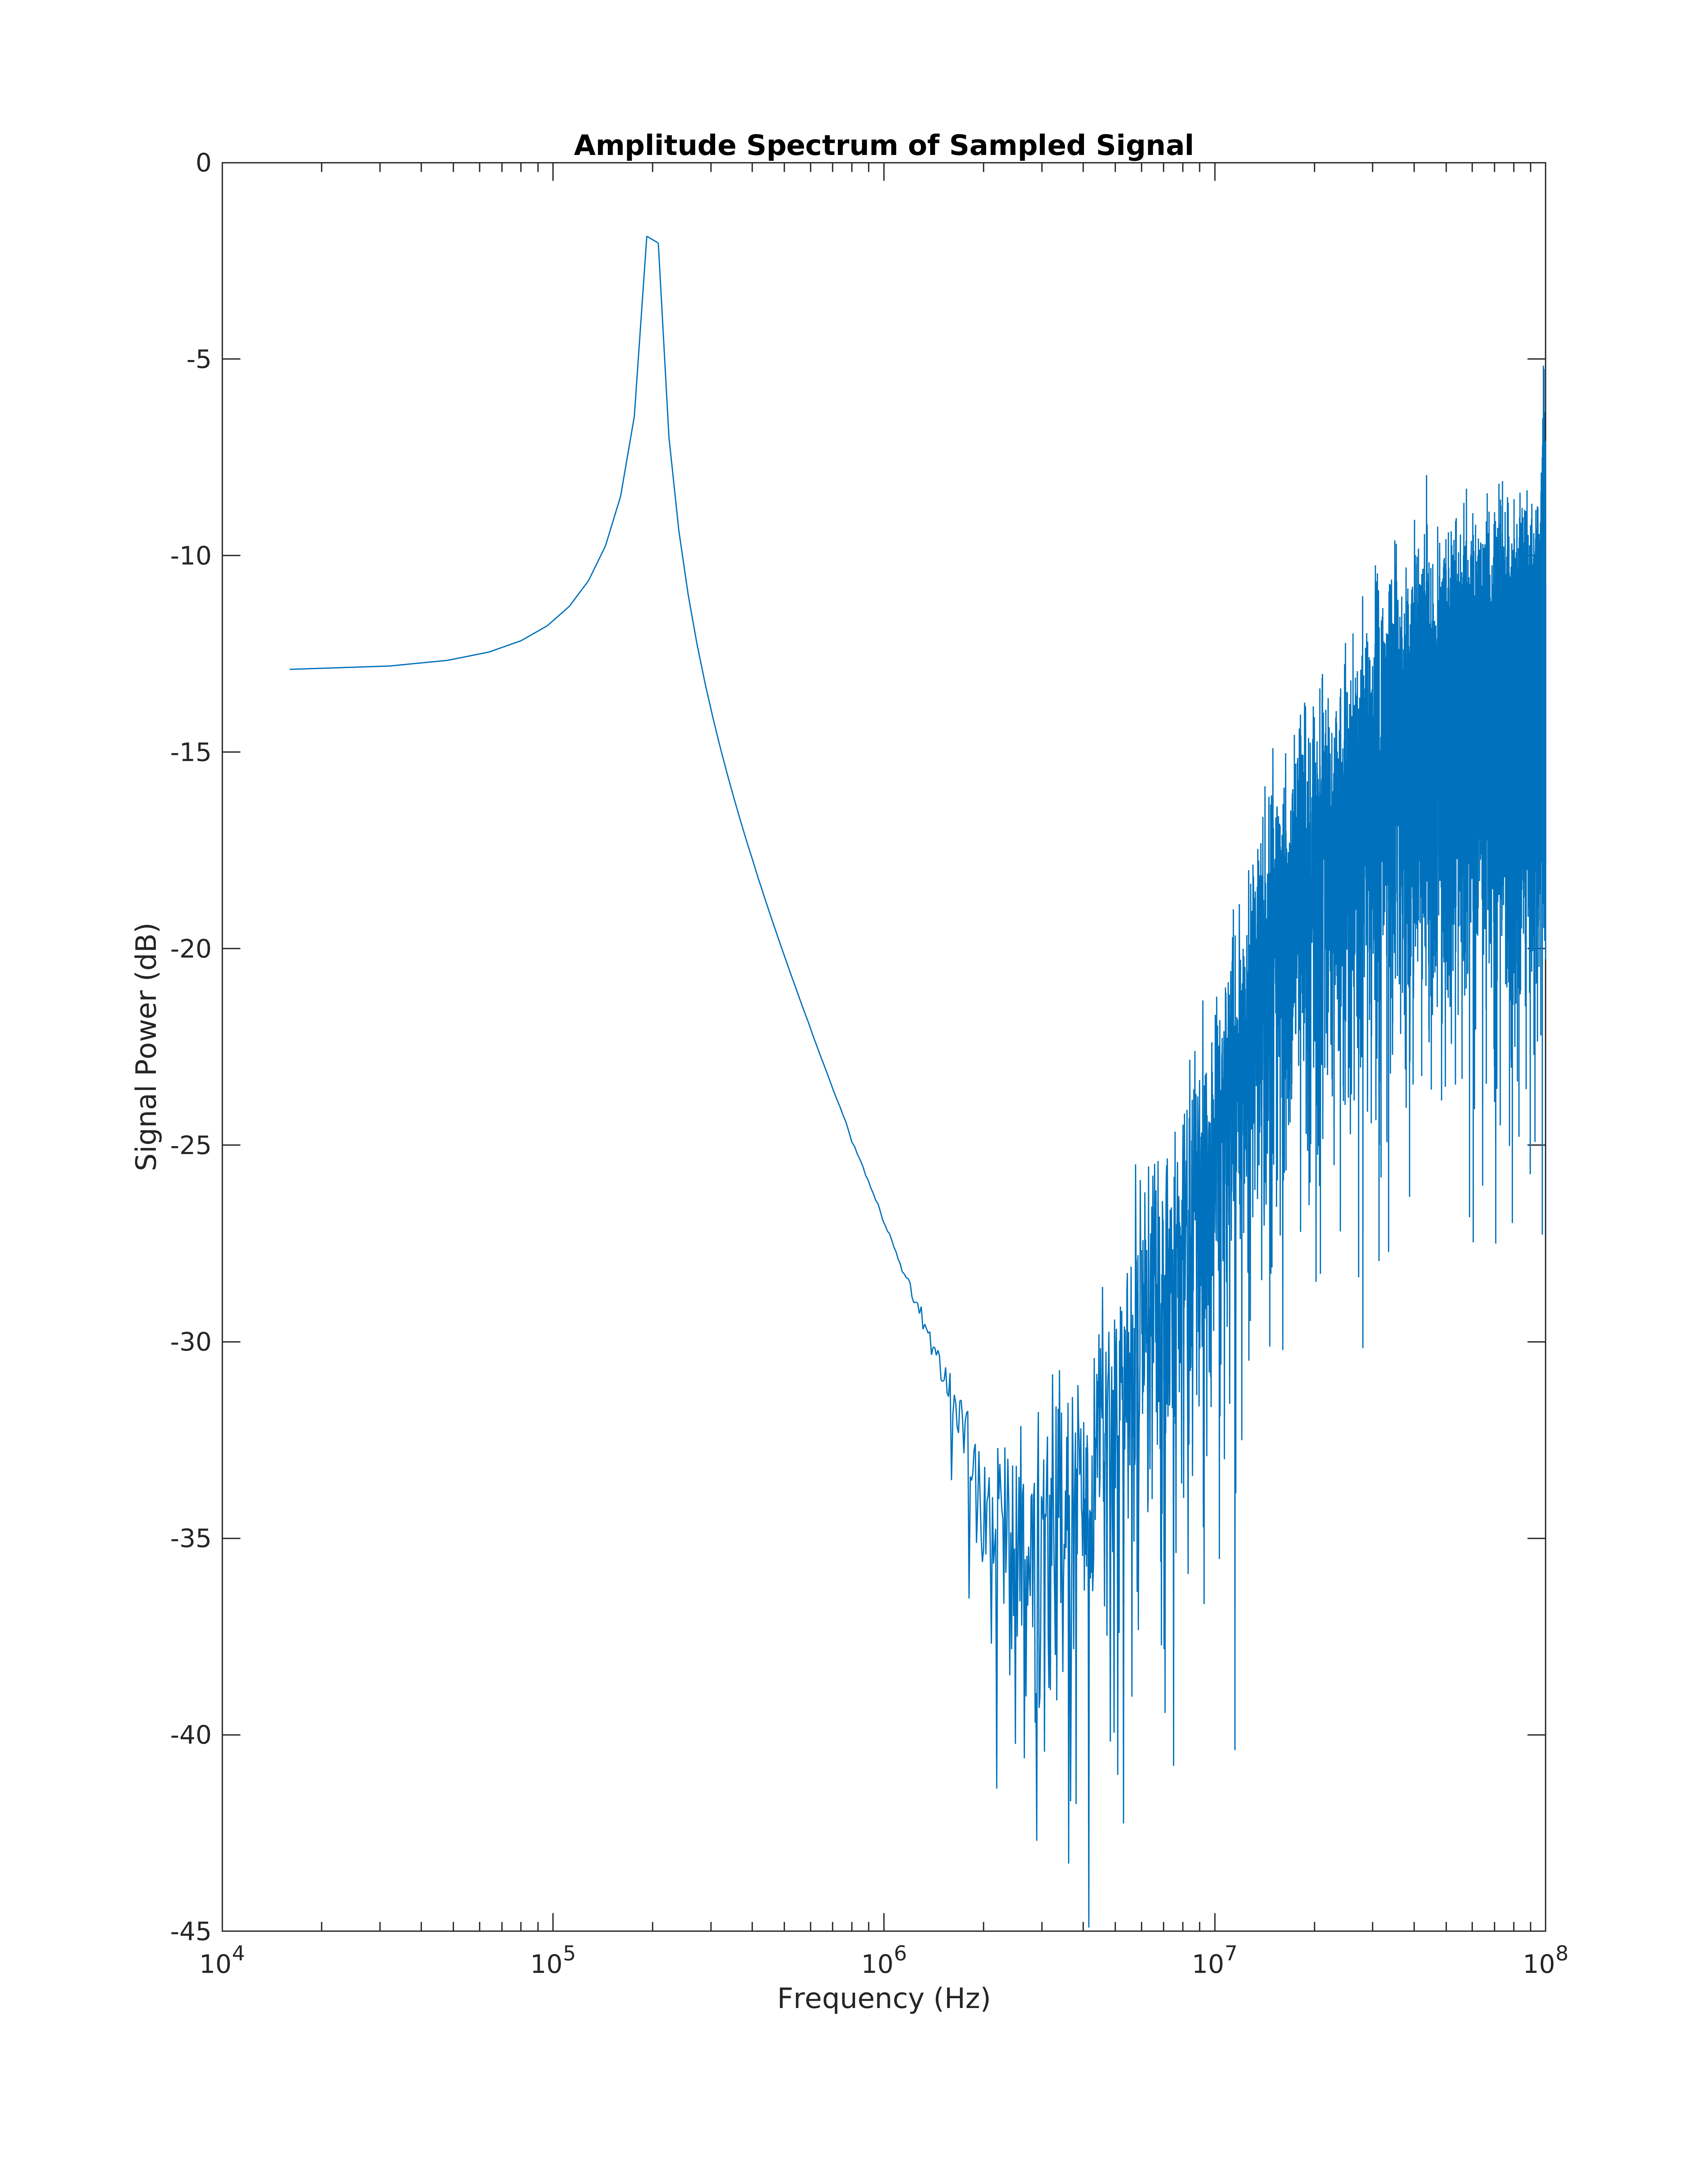 Amplitude Spectrum of Sampled Signal
0
-5
-10
-15
-20
-25
-30
-35
-40
-45
Signal Power (dB)
10^4 10^5 10^6 10^7 10^8
Frequency (Hz)